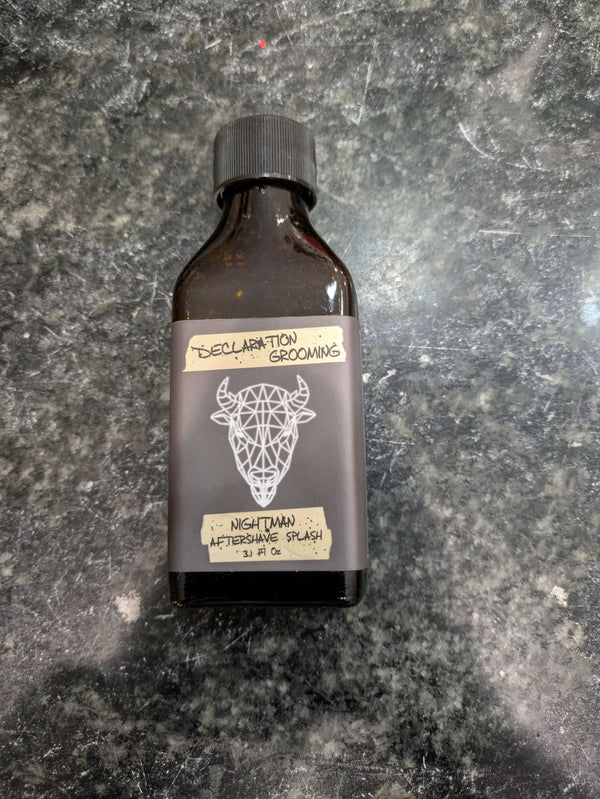 DECLARATION
GROOMING
NIGHTMAN
AFTERSHAVE SPLASH
3.1 Fl Oz